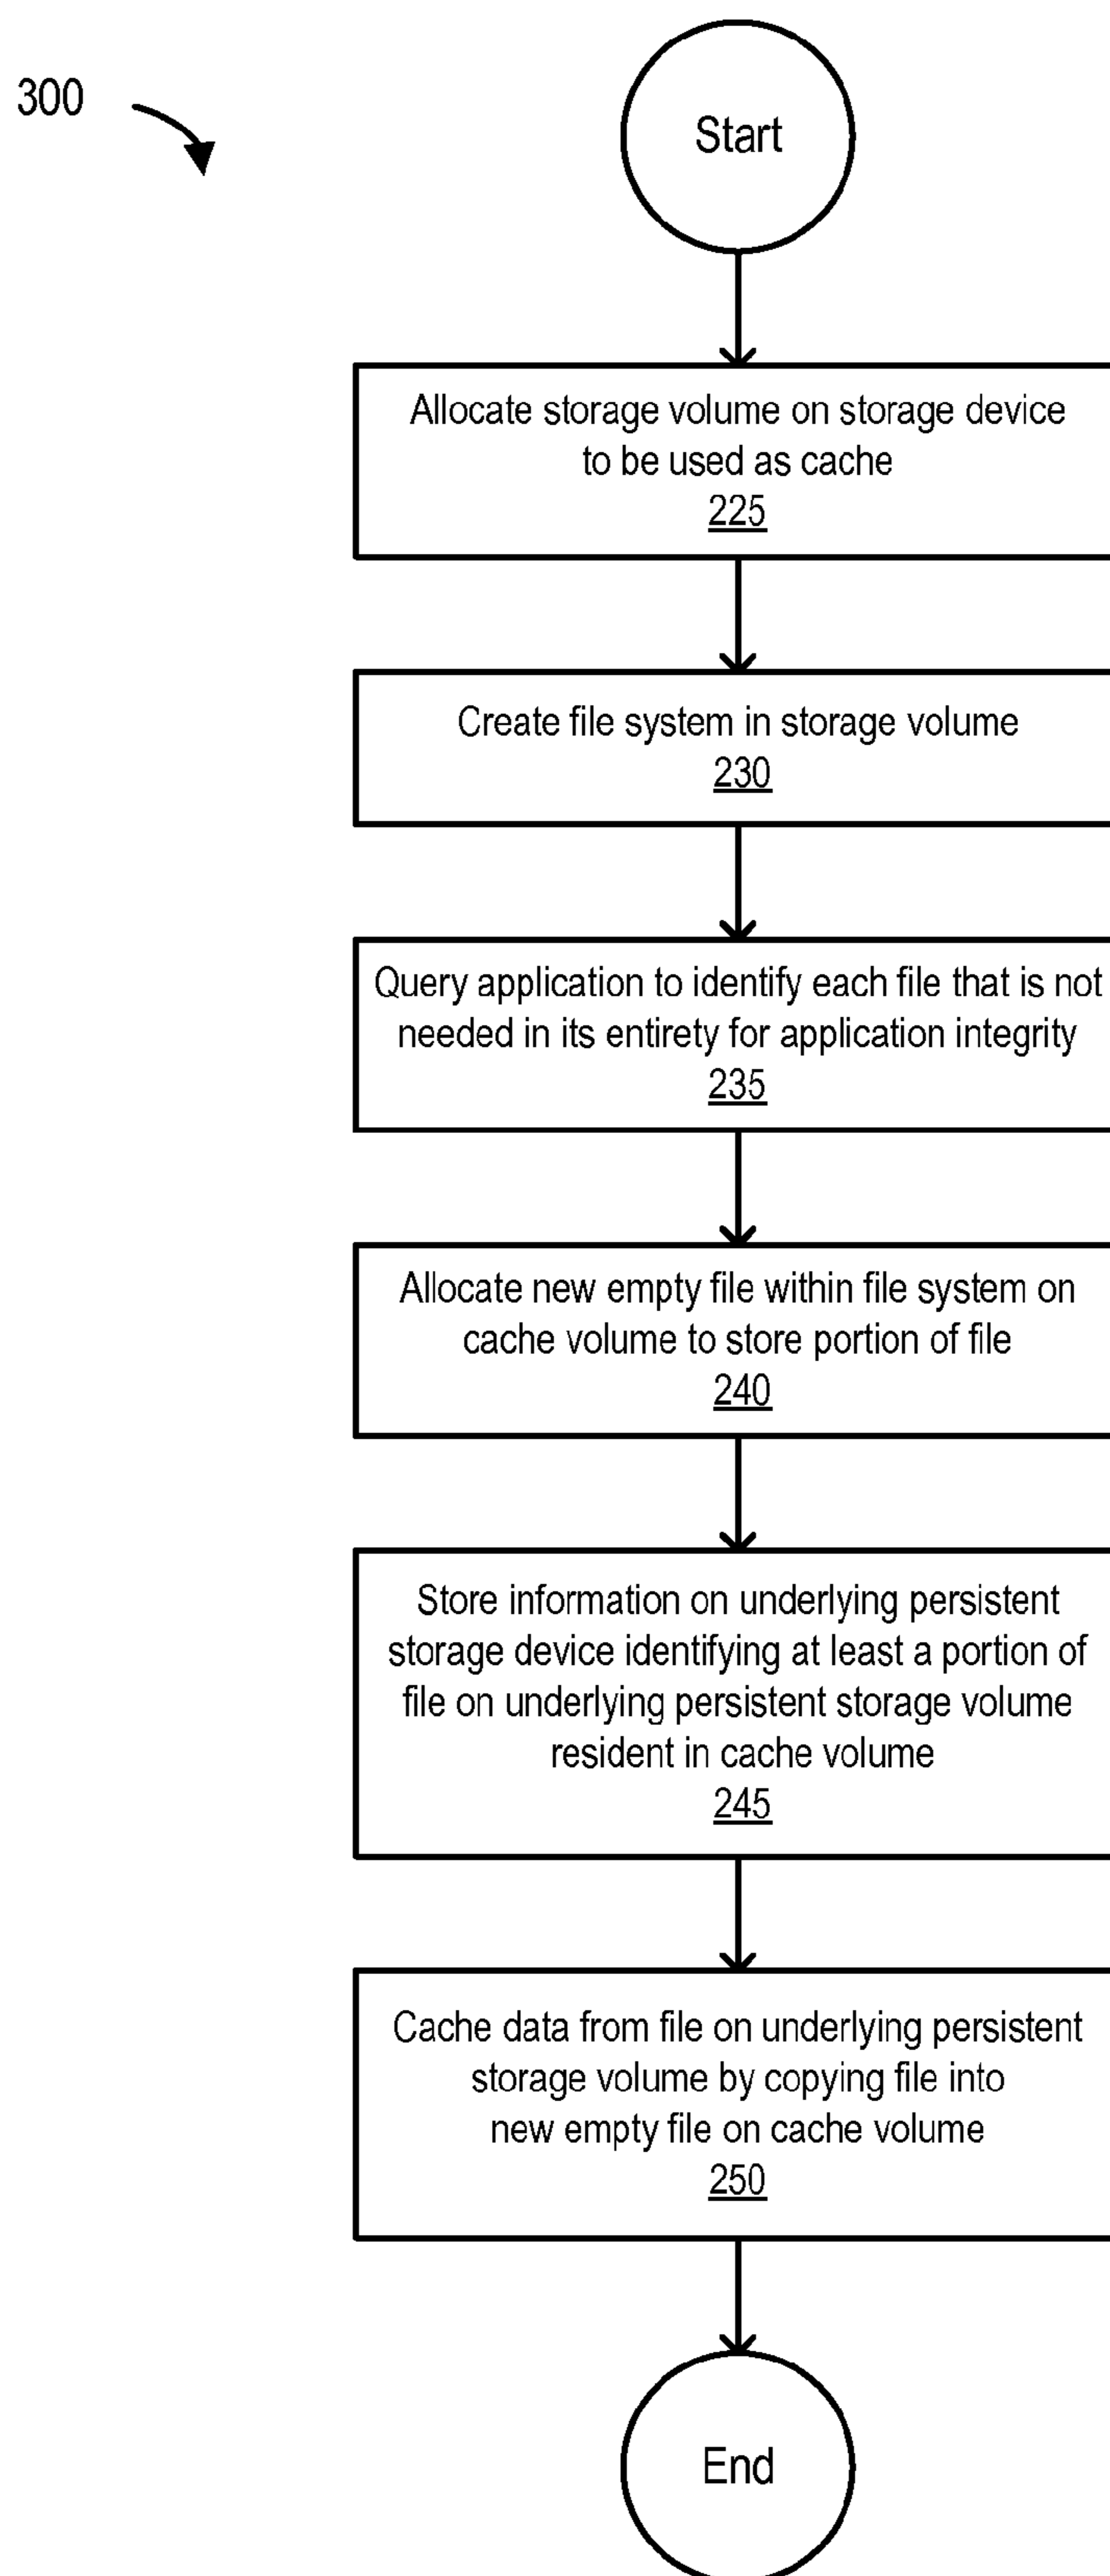 300
Start
Allocate storage volume on storage device
to be used as cache
225
Create file system in storage volume
230
Query application to identify each file that is not
needed in its entirety for application integrity
235
Allocate new empty file within file system on
cache volume to store portion of file
240
Store information on underlying persistent
storage device identifying at least a portion of
file on underlying persistent storage volume
resident in cache volume
245
Cache data from file on underlying persistent
storage volume by copying file into
new empty file on cache volume
250
End